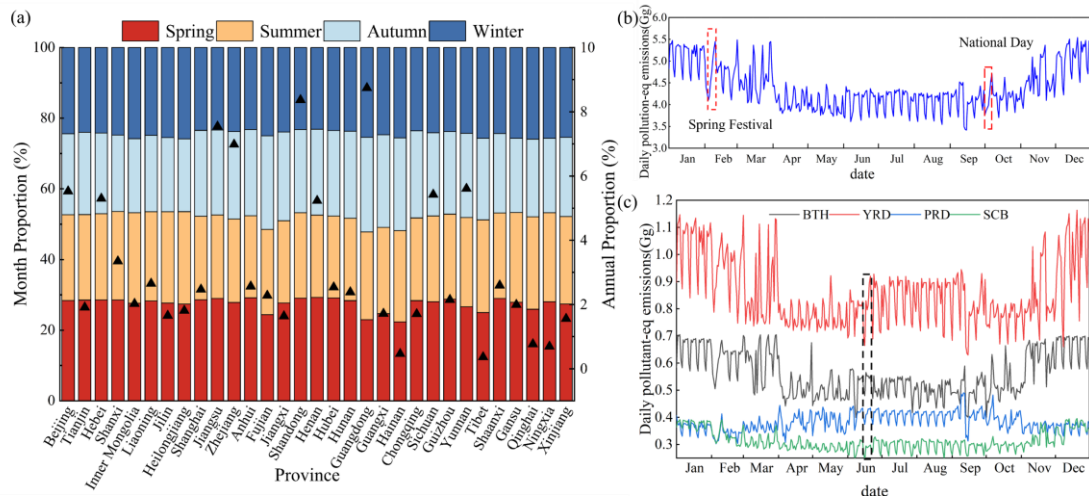 (a)
Spring Summer Autumn Winter
Month Proportion (%)
100
80
60
40
20
0
Annual Proportion (%)
10
8
6
4
2
0
Beijing
Tianjin
Hebei
Shanxi
Inner Mongolia
Liaoning
Jilin
Heilongjiang
Shanghai
Jiangsu
Zhejiang
Anhui
Fujian
Jiangxi
Shandong
Henan
Hubei
Hunan
Guangdong
Guangxi
Hainan
Chongqing
Sichuan
Guizhou
Yunnan
Tibet
Shaanxi
Gansu
Qinghai
Ningxia
Xinjiang
Province
(b)
Daily pollution-eq emissions(Gg)
6.0
5.5
5.0
4.5
4.0
3.5
3.0
National Day
Spring Festival
Jan Feb Mar Apr May Jun Jul Aug Sep Oct Nov Dec
date
(c)
BTH YRD PRD SCB
Daily pollutant-eq emissions(Gg)
1.2
1.1
1.0
0.9
0.8
0.7
0.6
0.5
0.4
0.3
Jan Feb Mar Apr May Jun Jul Aug Sep Oct Nov Dec
date